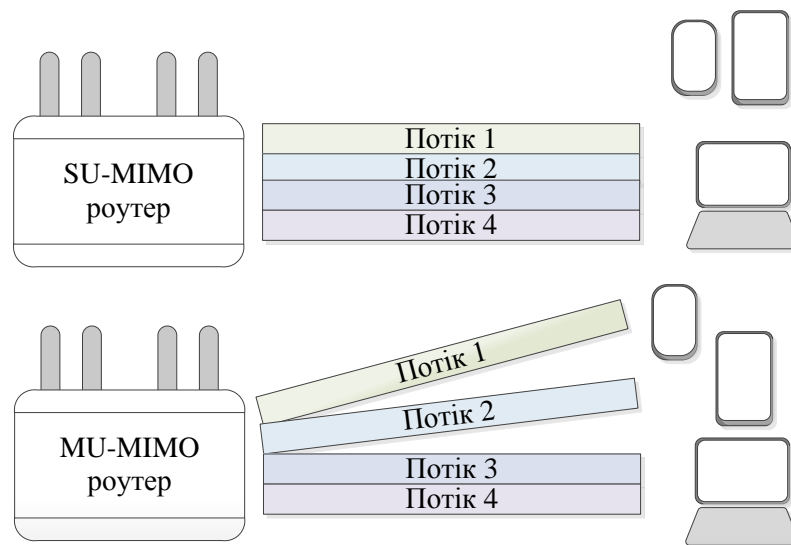 SU-MIMO
роутер
Потік 1
Потік 2
Потік 3
Потік 4
MU-MIMO
роутер
Потік 1
Потік 2
Потік 3
Потік 4